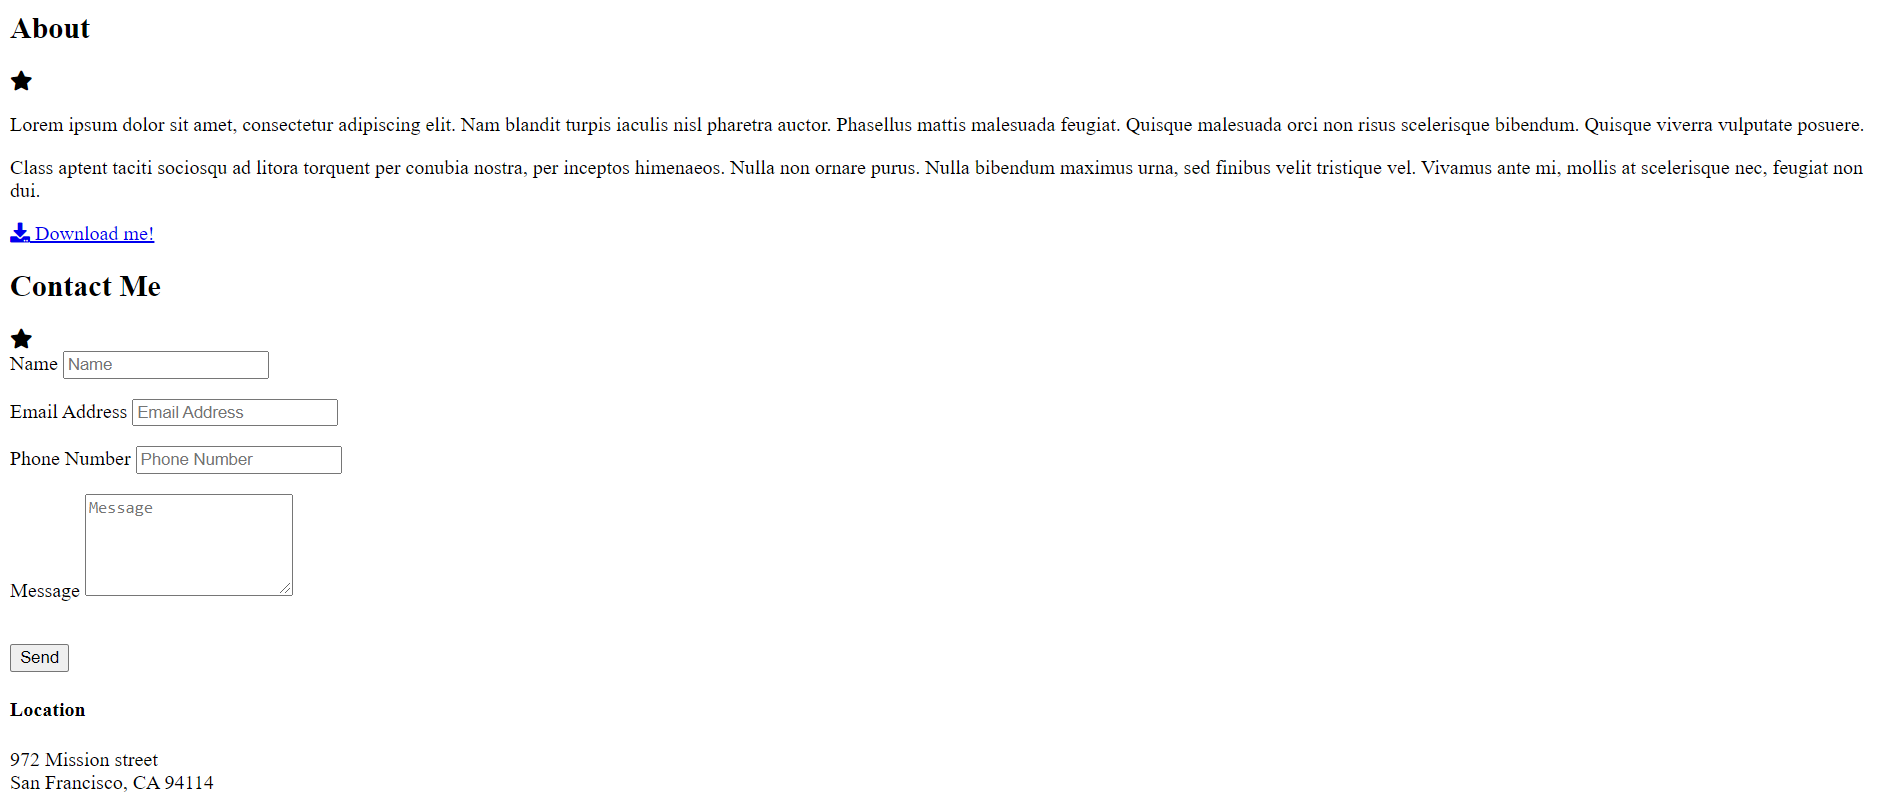 About
Lorem ipsum dolor sit amet, consectetur adipiscing elit. Nam blandit turpis iaculis nisl pharetra auctor. Phasellus mattis malesuada feugiat. Quisque malesuada orci non risus scelerisque bibendum. Quisque viverra vulputate posuere.
Class aptent taciti sociosqu ad litora torquent per conubia nostra, per inceptos himenaeos. Nulla non ornare purus. Nulla bibendum maximus urna, sed finibus velit tristique vel. Vivamus ante mi, mollis at scelerisque nec, feugiat non
dui.
Download me!
Contact Me
Name Name
Email Address Email Address
Phone Number Phone Number
Message
Message
Send
Location
972 Mission street
San Francisco, CA 94114